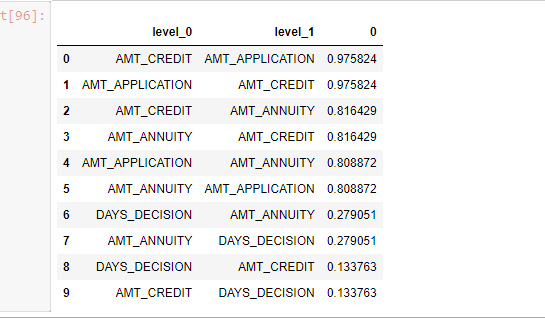 t[96]:
level_0 level_1 0
0 AMT_CREDIT AMT_APPLICATION 0.975824
1 AMT_APPLICATION AMT_CREDIT 0.975824
2 AMT_CREDIT AMT_ANNUITY 0.816429
3 AMT_ANNUITY AMT_CREDIT 0.816429
4 AMT_APPLICATION AMT_ANNUITY 0.808872
5 AMT_ANNUITY AMT_APPLICATION 0.808872
6 DAYS_DECISION AMT_ANNUITY 0.279051
7 AMT_ANNUITY DAYS_DECISION 0.279051
8 DAYS_DECISION AMT_CREDIT 0.133763
9 AMT_CREDIT DAYS_DECISION 0.133763